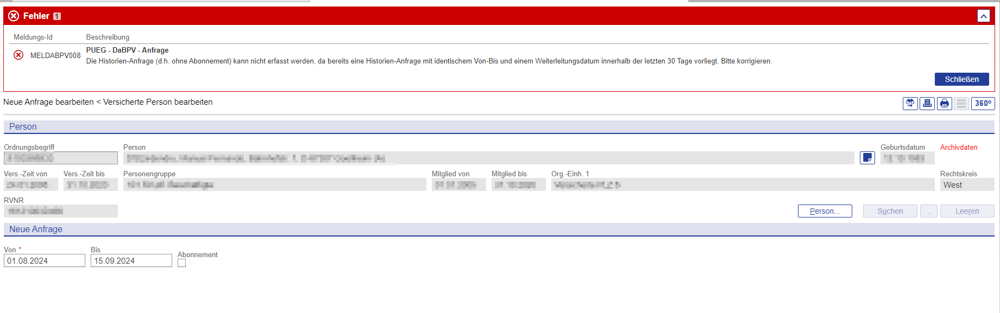 Fehler 1
Meldungs-Id Beschreibung
MELDABPV008 PUEG - DaBPV - Anfrage
Die Historien-Anfrage (d.h. ohne Abonnement) kann nicht erfasst werden, da bereits eine Historien-Anfrage mit identischem Von-Bis und einem Weiterleitungsdatum innerhalb der letzten 30 Tage vorliegt. Bitte korrigieren.
Schließen
Neue Anfrage bearbeiten < Versicherte Person bearbeiten
360°
Person
Ordnungsbegriff Person Geburtsdatum Archivdaten
Vers.-Zeit von Vers.-Zeit bis Personengruppe Mitglied von Mitglied bis Org.-Einh. 1 Rechtskreis
West
RVNR
Person... Suchen ... Leeren
Neue Anfrage
Von * Bis Abonnement
01.08.2024 15.09.2024